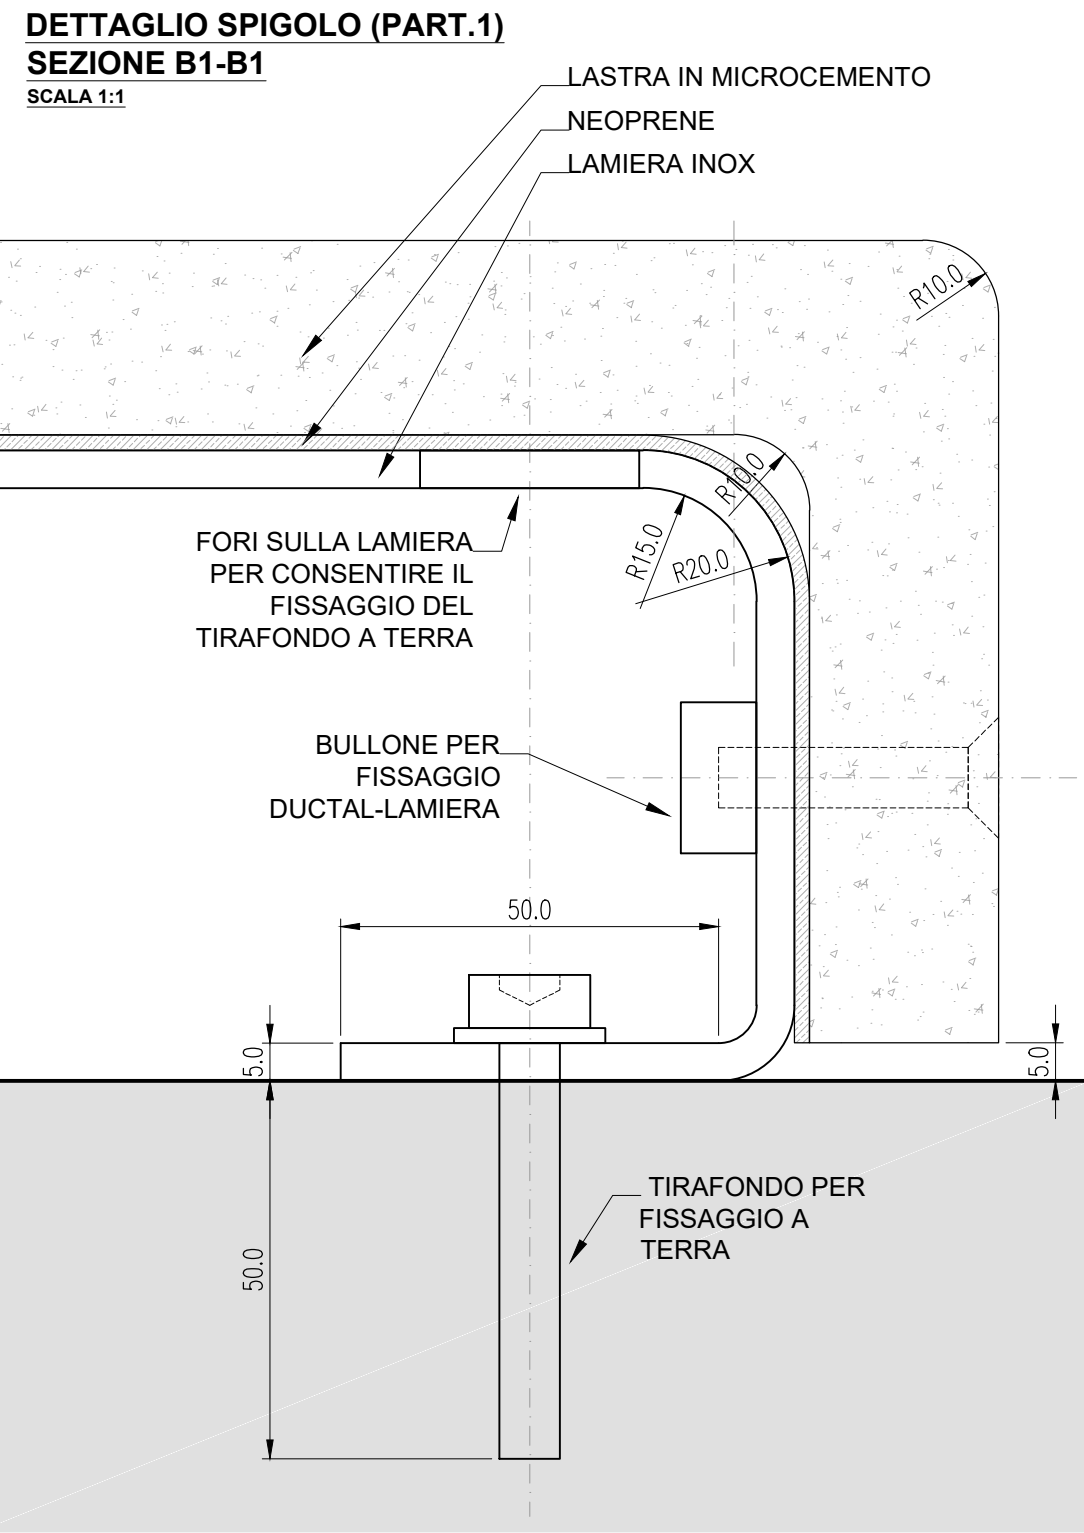 DETTAGLIO SPIGOLO (PART.1)
SEZIONE B1-B1
SCALA 1:1
LASTRA IN MICROCEMENTO
NEOPRENE
LAMIERA INOX
R10.0
R10.0
R15.0
R20.0
FORI SULLA LAMIERA
PER CONSENTIRE IL
FISSAGGIO DEL
TIRAFONDO A TERRA
BULLONE PER
FISSAGGIO
DUCTAL-LAMIERA
50.0
5.0
5.0
50.0
TIRAFONDO PER
FISSAGGIO A
TERRA